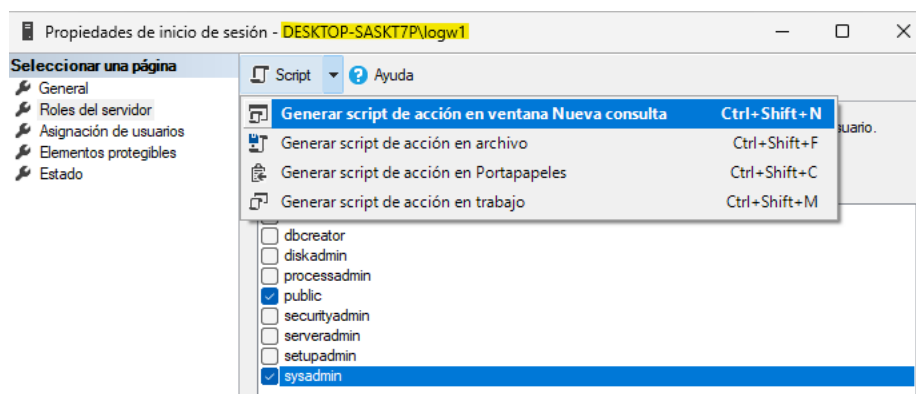 Propiedades de inicio de sesión - DESKTOP-SASKT7P\logw1
Seleccionar una página
General
Roles del servidor
Asignación de usuarios
Elementos protegibles
Estado
Script
Ayuda
Generar script de acción en ventana Nueva consulta Ctrl+Shift+N
Generar script de acción en archivo Ctrl+Shift+F
Generar script de acción en Portapapeles Ctrl+Shift+C
Generar script de acción en trabajo Ctrl+Shift+M
suario.
dbcreator
diskadmin
processadmin
public
securityadmin
serveradmin
setupadmin
sysadmin